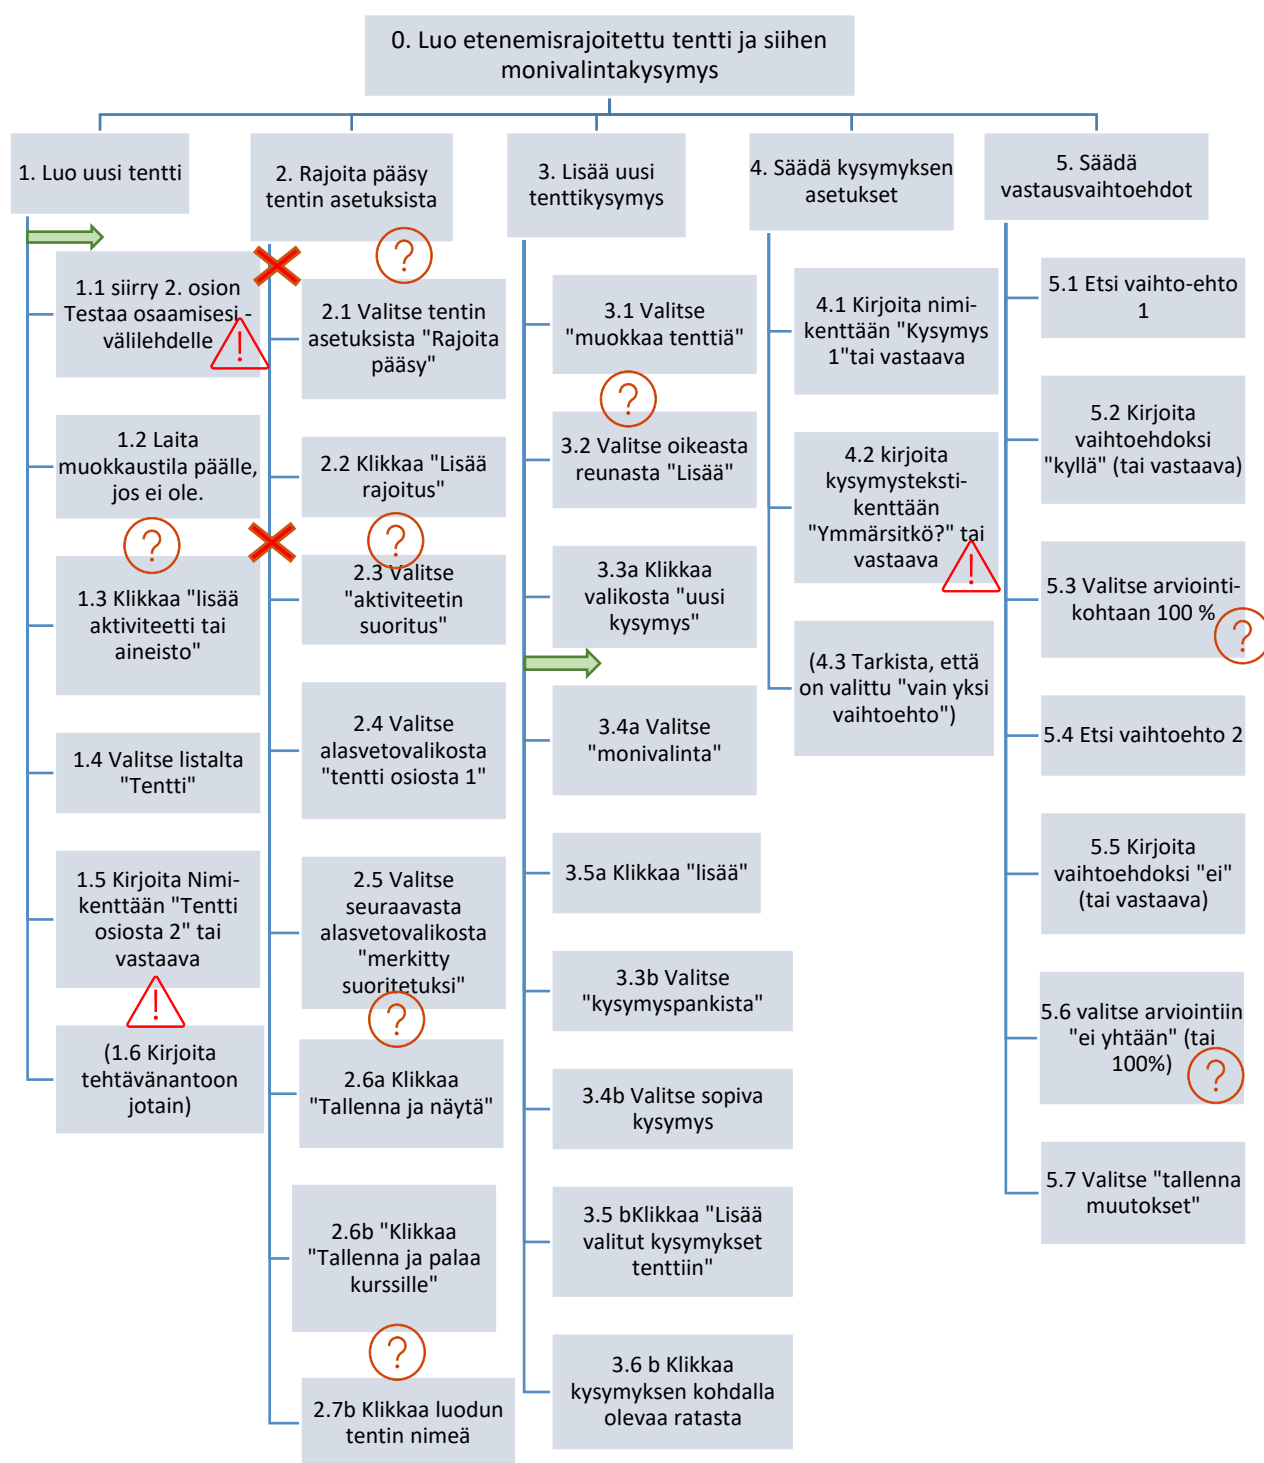 0. Luo etenemisrajoitettu tentti ja siihen
monivalintakysymys
1. Luo uusi tentti
1.1 siirry 2. osion
Testaa osaamisesi -
välilehdelle
1.2 Laita
muokkaustila päälle,
jos ei ole.
1.3 Klikkaa "lisää
aktiviteetti tai
aineisto"
1.4 Valitse listalta
"Tentti"
1.5 Kirjoita Nimi-
kenttään "Tentti
osiosta 2" tai
vastaava
(1.6 Kirjoita
tehtävänantoon
jotain)
2. Rajoita pääsy
tentin asetuksista
2.1 Valitse tentin
asetuksista "Rajoita
pääsy"
2.2 Klikkaa "Lisää
rajoitus"
2.3 Valitse
"aktiviteetin
suoritus"
2.4 Valitse
alasvetovalikosta
"tentti osiosta 1"
2.5 Valitse
seuraavasta
alasvetovalikosta
"merkitty
suoritetuksi"
2.6a Klikkaa
"Tallenna ja näytä"
2.6b "Klikkaa
"Tallenna ja palaa
kurssille"
2.7b Klikkaa luodun
tentin nimeä
3. Lisää uusi
tenttikysymys
3.1 Valitse
"muokkaa tenttiä"
3.2 Valitse oikeasta
reunasta "Lisää"
3.3a Klikkaa
valikosta "uusi
kysymys"
3.4a Valitse
"monivalinta"
3.5a Klikkaa "lisää"
3.3b Valitse
"kysymyspankista"
3.4b Valitse sopiva
kysymys
3.5 bKlikkaa "Lisää
valitut kysymykset
tenttiin"
3.6 b Klikkaa
kysymyksen kohdalla
olevaa ratasta
4. Säädä kysymyksen
asetukset
4.1 Kirjoita nimi-
kenttään "Kysymys
1"tai vastaava
4.2 kirjoita
kysymysteksti-
kenttään
"Ymmärsitkö?" tai
vastaava
(4.3 Tarkista, että
on valittu "vain yksi
vaihtoehto")
5. Säädä
vastausvaihtoehdot
5.1 Etsi vaihto-ehto
1
5.2 Kirjoita
vaihtoehdoksi
"kyllä" (tai vastaava)
5.3 Valitse arviointi-
kohtaan 100 %
5.4 Etsi vaihtoehto 2
5.5 Kirjoita
vaihtoehdoksi "ei"
(tai vastaava)
5.6 valitse arviointiin
"ei yhtään" (tai
100%)
5.7 Valitse "tallenna
muutokset"